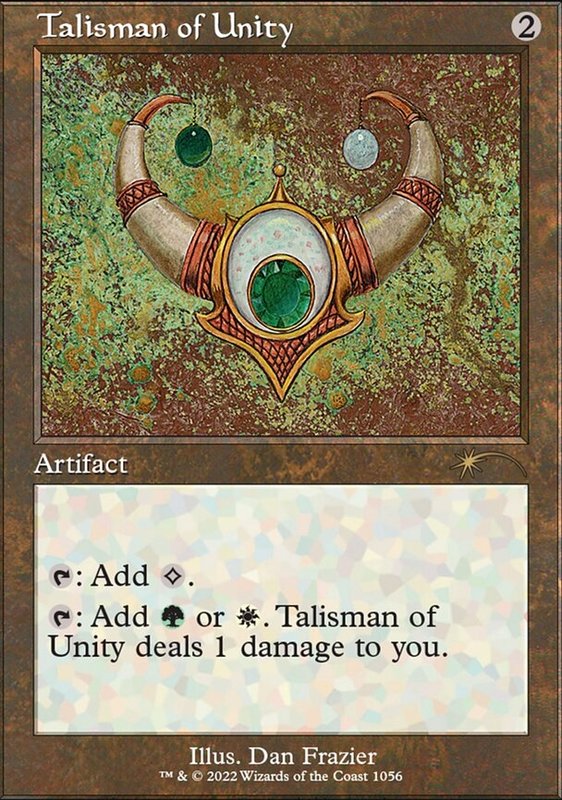 Talisman of Unity 2
Artifact
: Add .
: Add or . Talisman of
Unity deals 1 damage to you.
Illus. Dan Frazier
™ & © 2022 Wizards of the Coast 1056